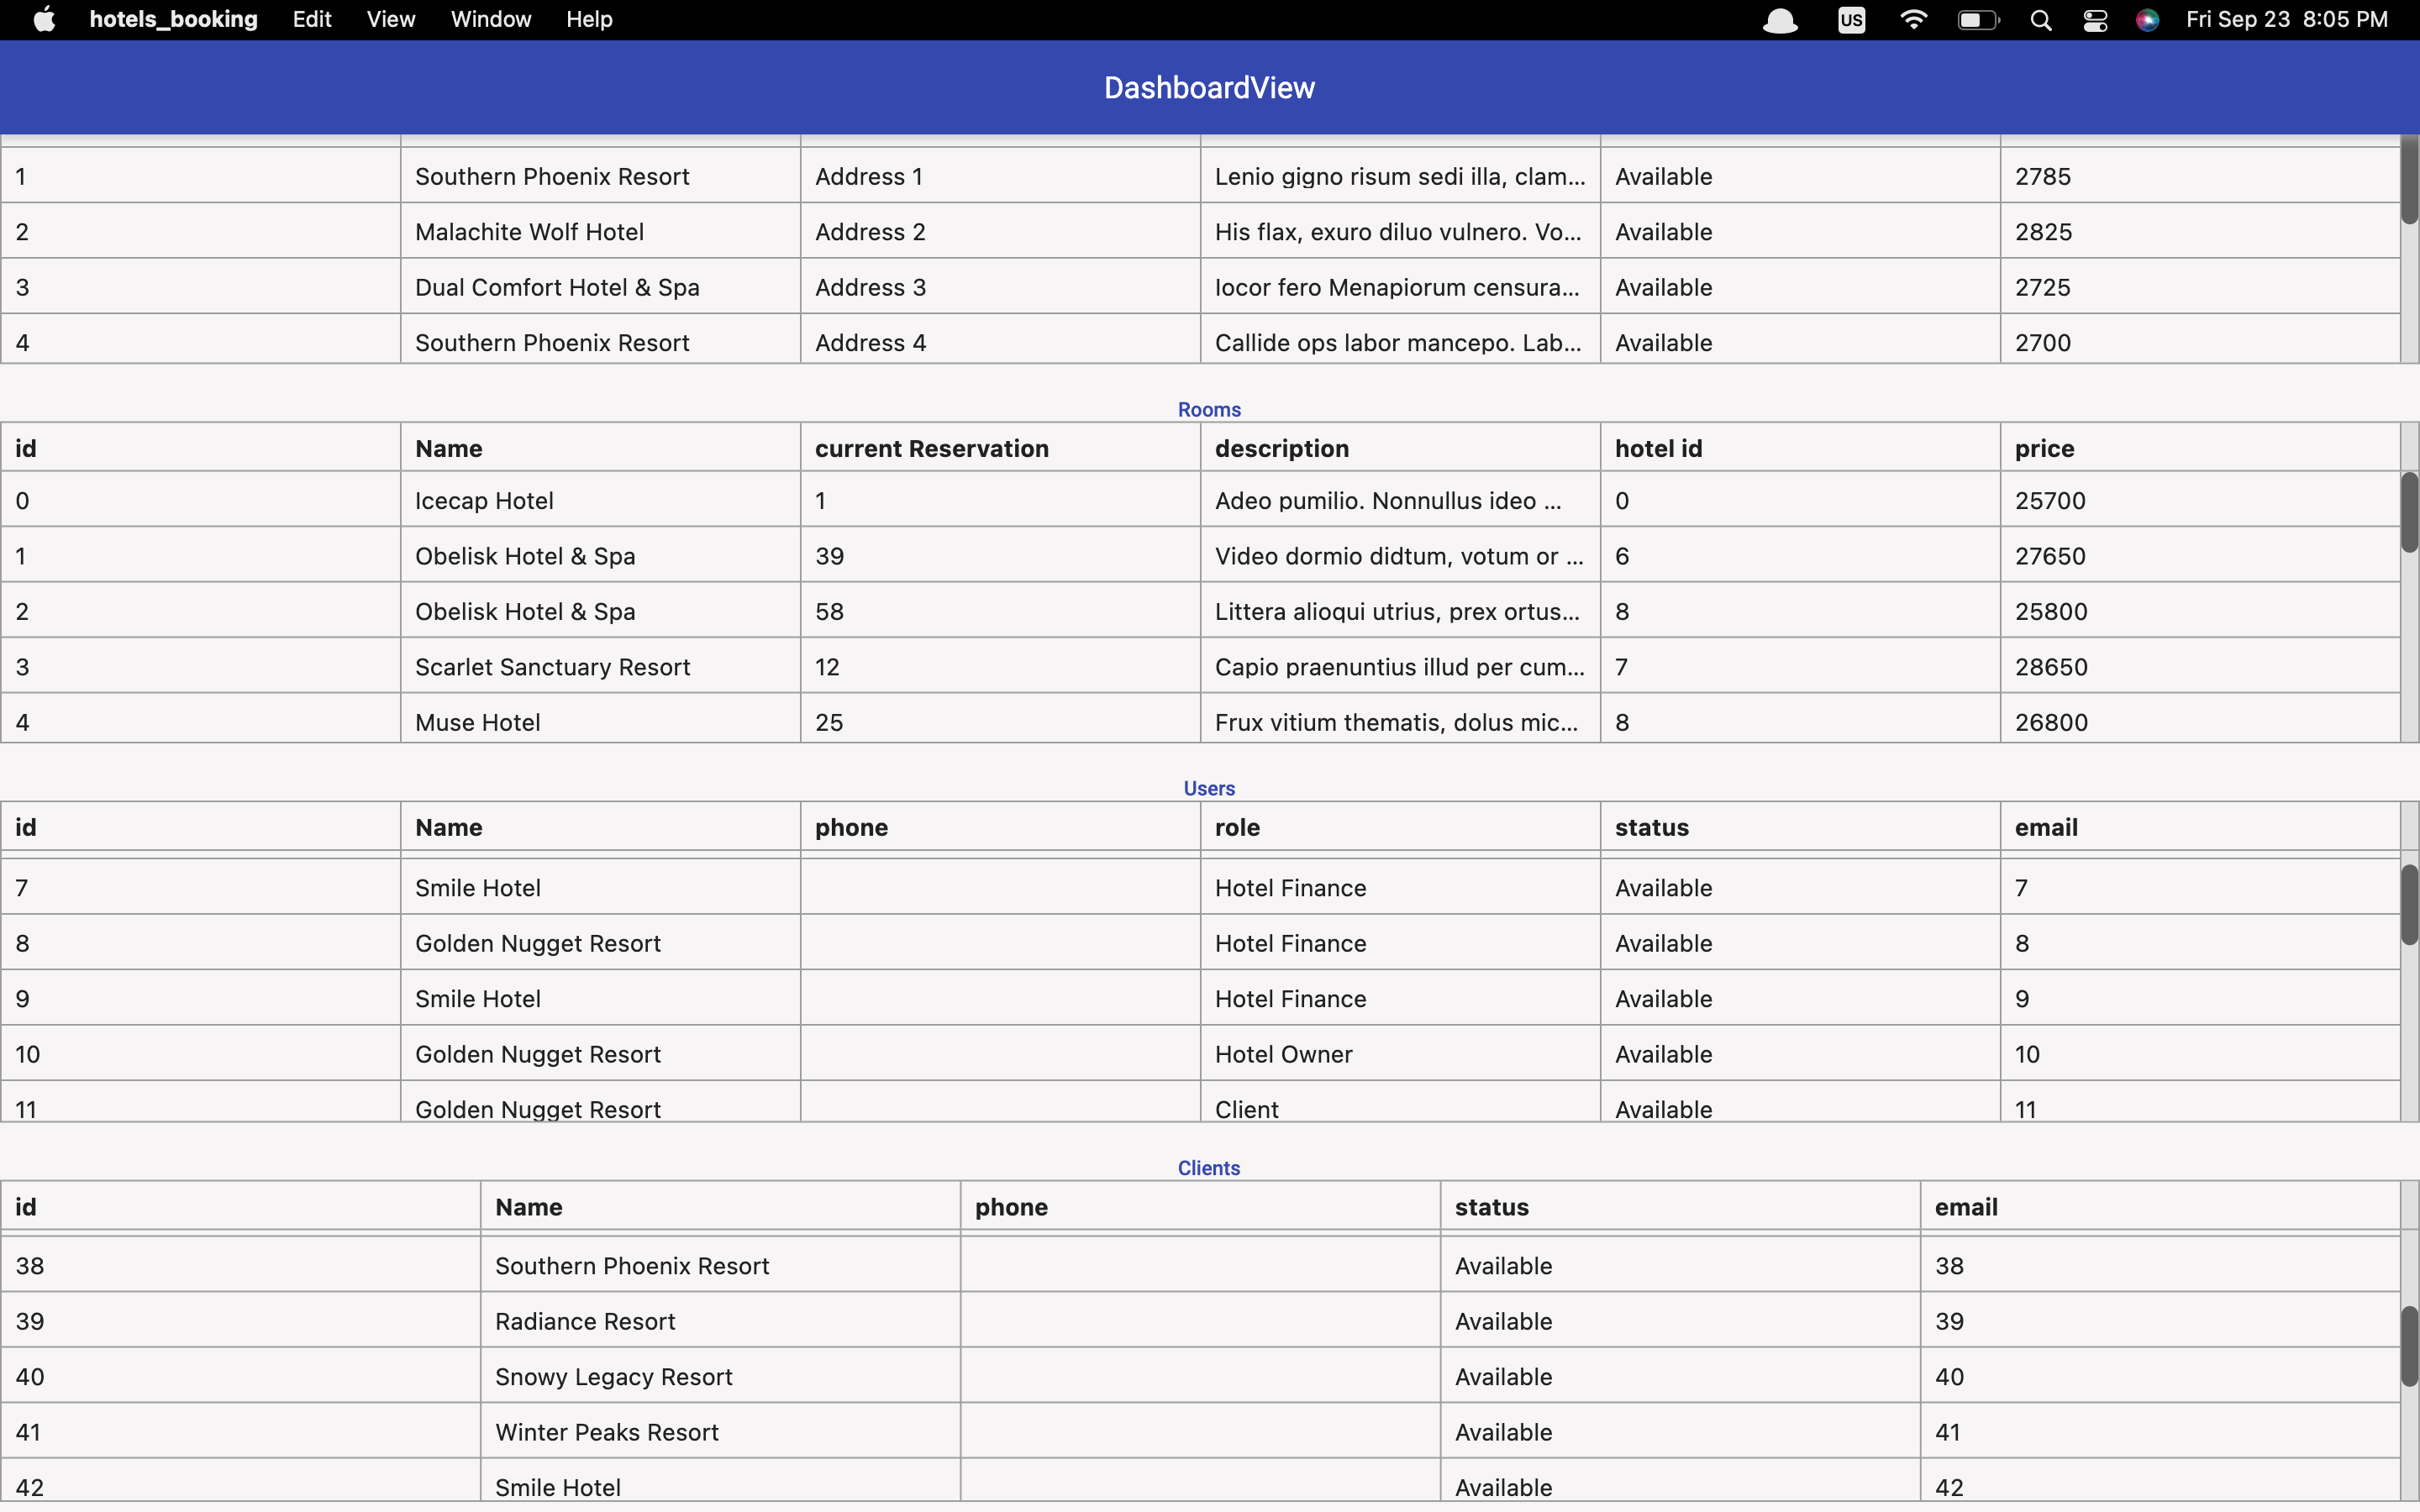 hotels_booking Edit View Window Help US Fri Sep 23 8:05 PM
DashboardView
1 Southern Phoenix Resort Address 1 Lenio gigno risum sedi illa, clam... Available 2785
2 Malachite Wolf Hotel Address 2 His flax, exuro diluo vulnero. Vo... Available 2825
3 Dual Comfort Hotel & Spa Address 3 Iocor fero Menapiorum censura... Available 2725
4 Southern Phoenix Resort Address 4 Callide ops labor mancepo. Lab... Available 2700
Rooms
id Name current Reservation description hotel id price
0 Icecap Hotel 1 Adeo pumilio. Nonnullus ideo ... 0 25700
1 Obelisk Hotel & Spa 39 Video dormio didtum, votum or ... 6 27650
2 Obelisk Hotel & Spa 58 Littera alioqui utrius, prex ortus... 8 25800
3 Scarlet Sanctuary Resort 12 Capio praenuntius illud per cum... 7 28650
4 Muse Hotel 25 Frux vitium thematis, dolus mic... 8 26800
Users
id Name phone role status email
7 Smile Hotel Hotel Finance Available 7
8 Golden Nugget Resort Hotel Finance Available 8
9 Smile Hotel Hotel Finance Available 9
10 Golden Nugget Resort Hotel Owner Available 10
11 Golden Nugget Resort Client Available 11
Clients
id Name phone status email
38 Southern Phoenix Resort Available 38
39 Radiance Resort Available 39
40 Snowy Legacy Resort Available 40
41 Winter Peaks Resort Available 41
42 Smile Hotel Available 42